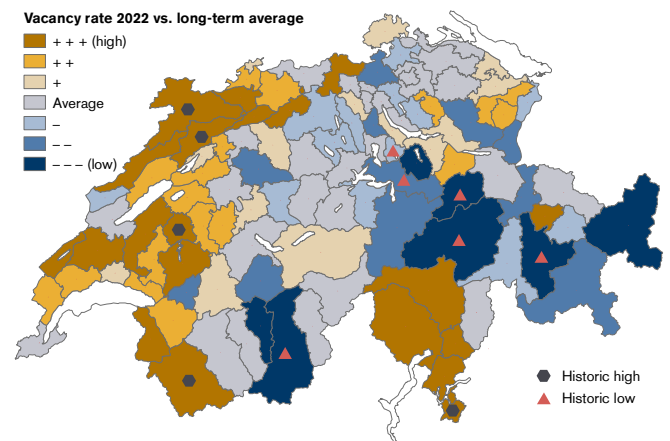 Vacancy rate 2022 vs. long-term average
+ + + (high)
+ +
+
Average
–
– –
– – – (low)
Historic high
Historic low